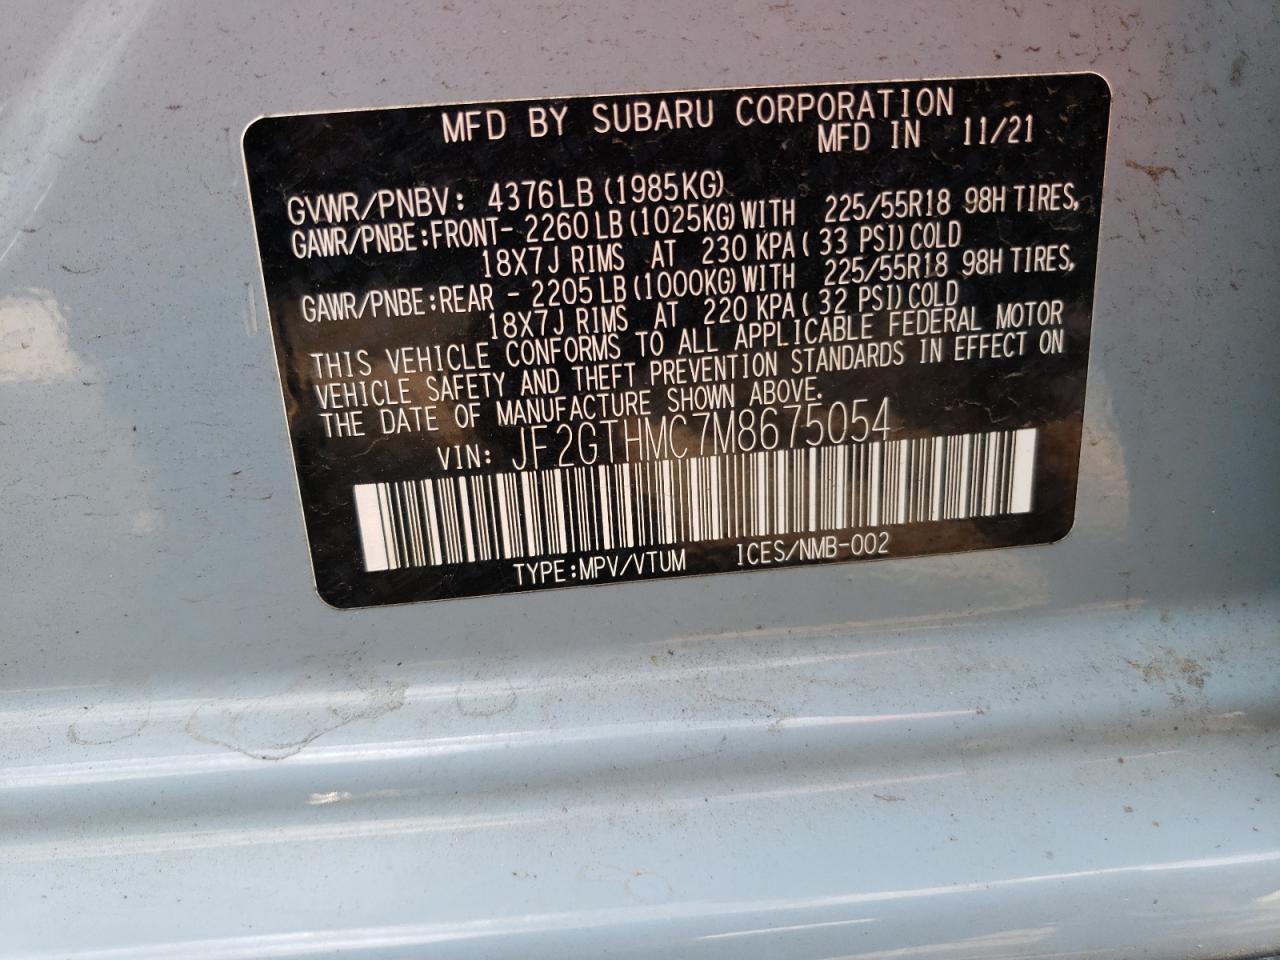 MFD BY SUBARU CORPORATION
MFD IN 11/21
GVWR/PNBV: 4376LB (1985KG)
GAWR/PNBE:FRONT- 2260LB (1025KG) WITH 225/55R18 98H TIRES,
18X7J RIMS AT 230 KPA( 33 PSI) COLD
GAWR/PNBE:REAR - 2205LB (1000KG) WITH 225/55R18 98H TIRES,
18X7J RIMS AT 220 KPA( 32 PSI) COLD
THIS VEHICLE CONFORMS TO ALL APPLICABLE FEDERAL MOTOR
VEHICLE SAFETY AND THEFT PREVENTION STANDARDS IN EFFECT ON
THE DATE OF MANUFACTURE SHOWN ABOVE.
VIN: JF2GTHMC7M8675054
TYPE:MPV/VTUM ICES/NMB-002